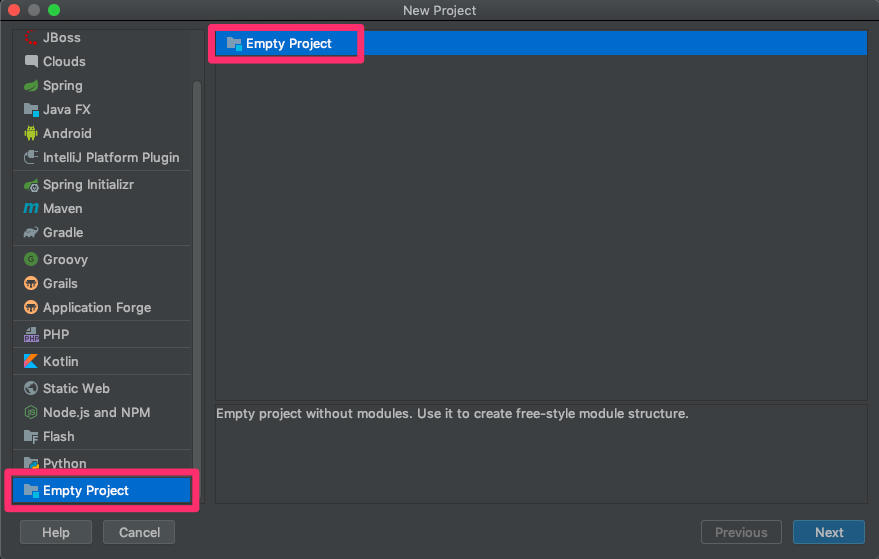 New Project
JBoss
Clouds
Spring
Java FX
Android
IntelliJ Platform Plugin
Spring Initializr
Maven
Gradle
Groovy
Grails
Application Forge
PHP
Kotlin
Static Web
Node.js and NPM
Flash
Python
Empty Project
Empty Project
Empty project without modules. Use it to create free-style module structure.
Help
Cancel
Previous
Next